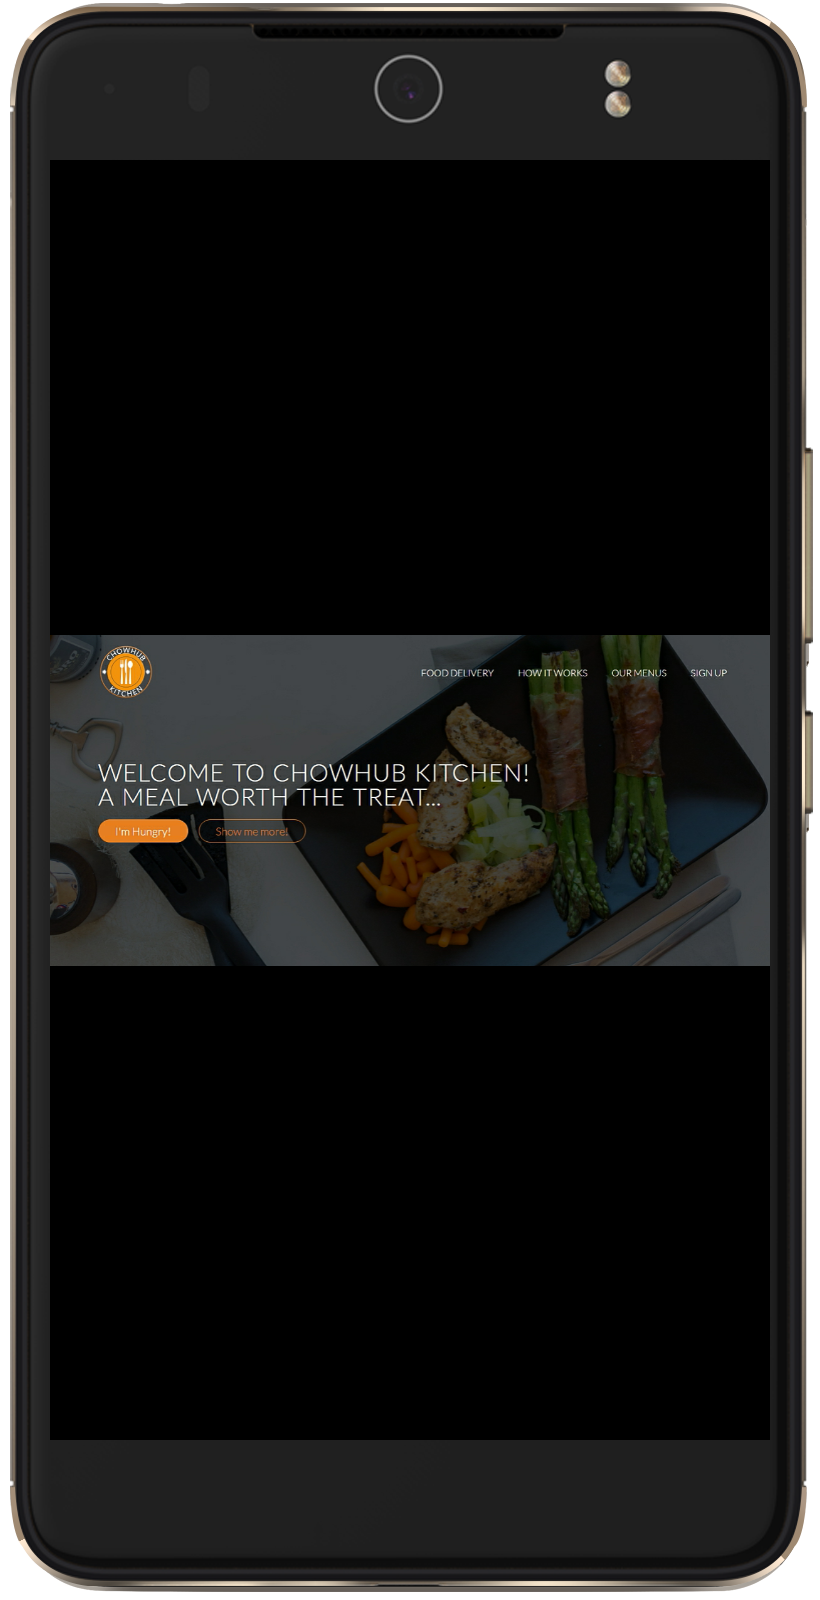 CHOWHUB
KITCHEN
FOOD DELIVERY HOW IT WORKS OUR MENUS SIGN UP
WELCOME TO CHOWHUB KITCHEN!
A MEAL WORTH THE TREAT...
I'm Hungry! Show me more!